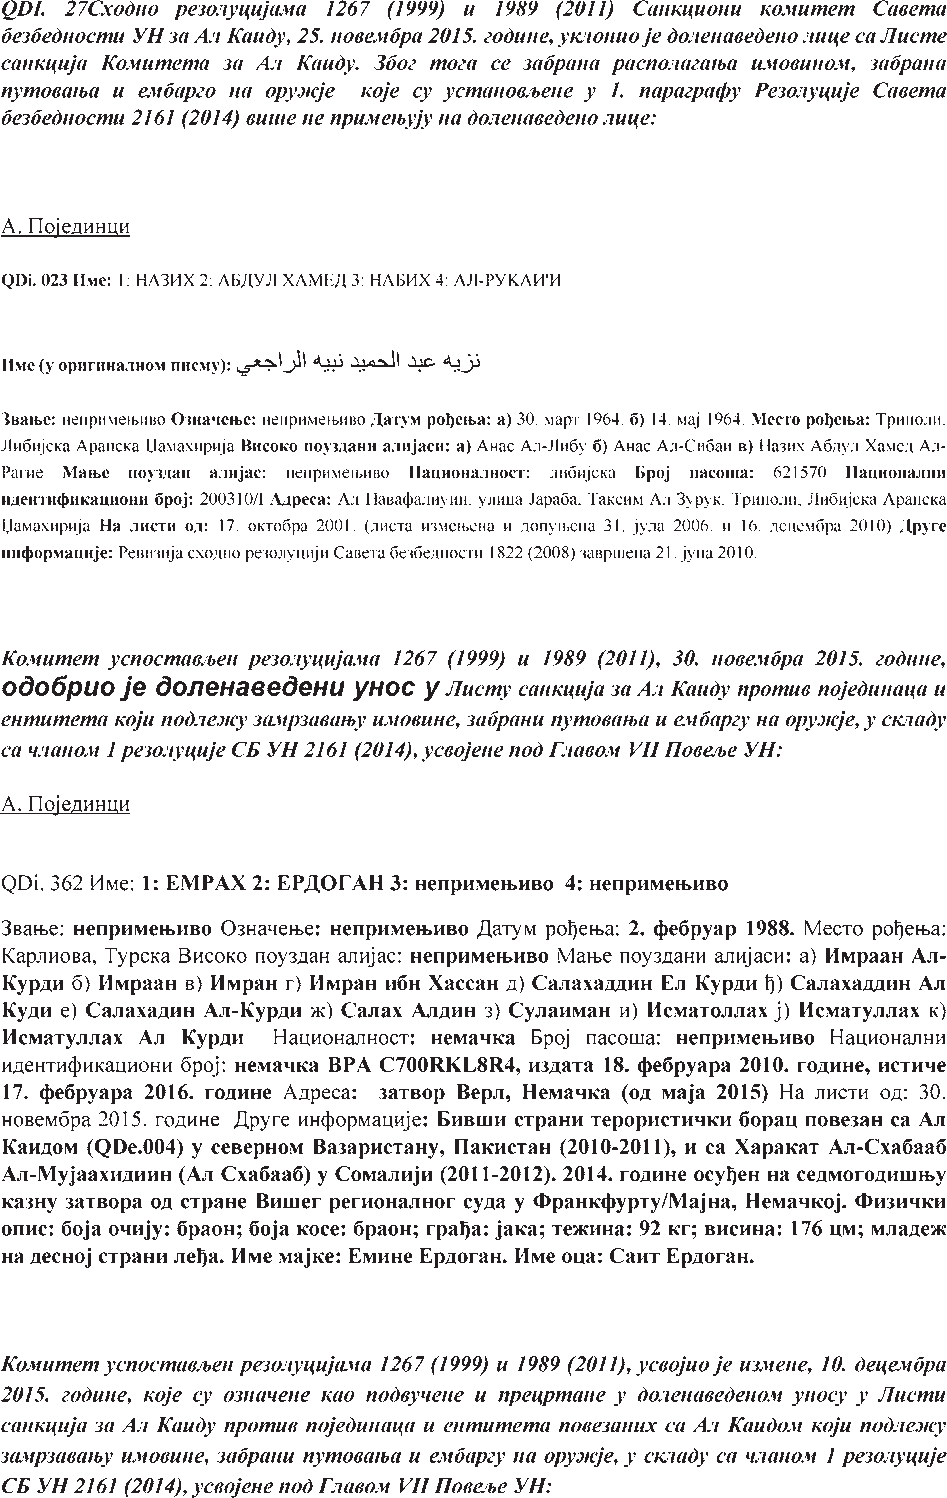 QDI. 27Сходно резолуцијама 1267 (1999) и 1989 (2011) Санкциони комитет Савета
безбедности УН за Ал Каиду, 25. новембра 2015. године, уклонио је доленаведено лице са Листе
санкција Комитета за Ал Каиду. Због тога се забрана располагања имовином, забрана
путовања и ембарго на оружје које су установљене у 1. параграфу Резолуције Савета
безбедности 2161 (2014) више не примењују на доленаведено лице:
А. Појединци
QDi. 023 Име: 1: НАЗИХ 2: АБДУЛ ХАМЕД 3: НАБИХ 4: АЛ-РУКАИ'И
Име (у оригиналном писму): نزيه عبد الحميد نبيه الراجعي
Звање: непримењиво Означење: непримењиво Датум рођења: а) 30. март 1964. б) 14. мај 1964. Место рођења: Триполи,
Либијска Арапска Џамахирија Високо поуздани алијаси: а) Анас Ал-Либу б) Анас Ал-Сибаи в) Назих Абдул Хамед Ал-
Рагие Мање поуздан алијас: непримењиво Националност: либијска Број пасоша: 621570 Национални
идентификациони број: 200310/I Адреса: Ал Навафалиуин, улица Јараба, Таксим Ал Зурук, Триполи, Либијска Арапска
Џамахирија На листи од: 17. октобра 2001. (листа измењена и допуњена 31. јула 2006. и 16. децембра 2010) Друге
информације: Ревизија сходно резолуцији Савета безбедности 1822 (2008) завршена 21. јуна 2010.
Комитет успостављен резолуцијама 1267 (1999) и 1989 (2011), 30. новембра 2015. године,
одобрио је доленаведени унос у Листу санкција за Ал Каиду против појединаца и
ентитета који подлежу замрзавању имовине, забрани путовања и ембаргу на оружје, у складу
са чланом 1 резолуције СБ УН 2161 (2014), усвојене под Главом VII Повеље УН:
А. Појединци
QDi. 362 Име: 1: ЕМРАХ 2: ЕРДОГАН 3: непримењиво 4: непримењиво
Звање: непримењиво Означење: непримењиво Датум рођења: 2. фебруар 1988. Место рођења:
Карлиова, Турска Високо поуздан алијас: непримењиво Мање поуздани алијаси: а) Имраан Ал-
Курди б) Имраан в) Имран г) Имран ибн Хассан д) Салахаддин Ел Курди ђ) Салахаддин Ал
Куди е) Салахадин Ал-Курди ж) Салах Алдин з) Сулаиман и) Исматоллах ј) Исматуллах к)
Исматуллах Ал Курди Националност: немачка Број пасоша: непримењиво Национални
идентификациони број: немачка BPA C700RKL8R4, издата 18. фебруара 2010. године, истиче
17. фебруара 2016. године Адреса: затвор Верл, Немачка (од маја 2015) На листи од: 30.
новембра 2015. године Друге информације: Бивши страни терористички борац повезан са Ал
Каидом (QDe.004) у северном Вазаристану, Пакистан (2010-2011), и са Харакат Ал-Схабааб
Ал-Мујаахидиин (Ал Схабааб) у Сомалији (2011-2012). 2014. године осуђен на седмогодишњу
казну затвора од стране Вишег регионалног суда у Франкфурту/Мајна, Немачкој. Физички
опис: боја очију: браон; боја косе: браон; грађа: јака; тежина: 92 кг; висина: 176 цм; младеж
на десној страни леђа. Име мајке: Емине Ердоган. Име оца: Саит Ердоган.
Комитет успостављен резолуцијама 1267 (1999) и 1989 (2011), усвојио је измене, 10. децембра
2015. године, које су означене као подвучене и прецртане у доленаведеном уносу у Листи
санкција за Ал Каиду против појединаца и ентитета повезаних са Ал Каидом који подлежу
замрзавању имовине, забрани путовања и ембаргу на оружје, у складу са чланом 1 резолуције
СБ УН 2161 (2014), усвојене под Главом VII Повеље УН: